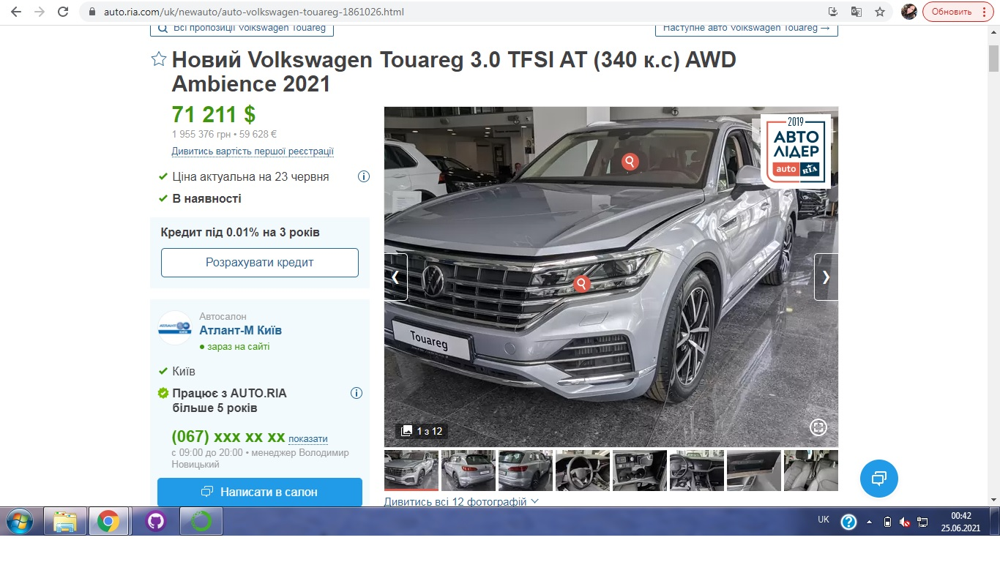 auto.ria.com/uk/newauto/auto-volkswagen-touareg-1861026.html
Обновить
Всі пропозиції Volkswagen Touareg
Наступне авто Volkswagen Touareg →
Новий Volkswagen Touareg 3.0 TFSI AT (340 к.с) AWD
Ambience 2021
71 211 $
1 955 376 грн • 59 628 €
Дивитись вартість першої реєстрації
Ціна актуальна на 23 червня
В наявності
Кредит під 0.01% на 3 років
Розрахувати кредит
АТЛАНТ
Автосалон
Атлант-М Київ
● зараз на сайті
Київ
Працює з AUTO.RIA
більше 5 років
(067) xxx xx xx показати
с 09:00 до 20:00 • менеджер Володимир
Новицький
Написати в салон
2019
АВТО
ЛІДЕР
auto RIA
Touareg
1 з 12
Дивитись всі 12 фотографій
UK
00:42
25.06.2021